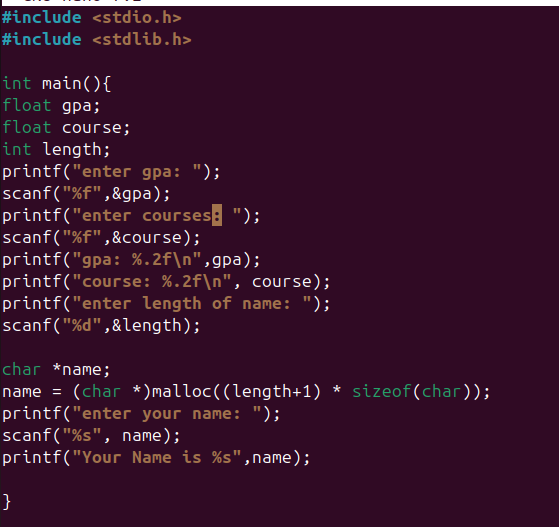 #include <stdio.h>
#include <stdlib.h>
int main(){
float gpa;
float course;
int length;
printf("enter gpa: ");
scanf("%f",&gpa);
printf("enter courses: ");
scanf("%f",&course);
printf("gpa: %.2f\n",gpa);
printf("course: %.2f\n", course);
printf("enter length of name: ");
scanf("%d",&length);
char *name;
name = (char *)malloc((length+1) * sizeof(char));
printf("enter your name: ");
scanf("%s", name);
printf("Your Name is %s",name);
}